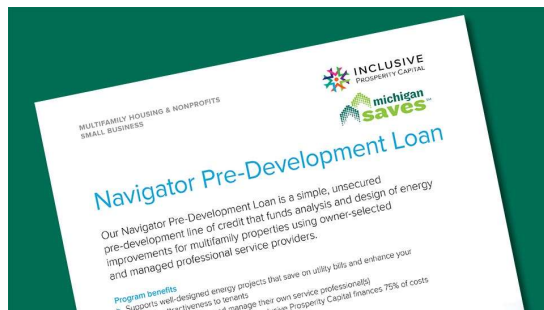 INCLUSIVE
PROSPERITY CAPITAL
michigan
saves
MULTIFAMILY HOUSING & NONPROFITS
SMALL BUSINESS
Navigator Pre-Development Loan
Our Navigator Pre-Development Loan is a simple, unsecured
pre-development line of credit that funds analysis and design of energy
improvements for multifamily properties using owner-selected
and managed professional service providers.
Program benefits
Supports well-designed energy projects that save on utility bills and enhance your
attractiveness to tenants
manage their own service professional(s)
Prosperity Capital finances 75% of costs